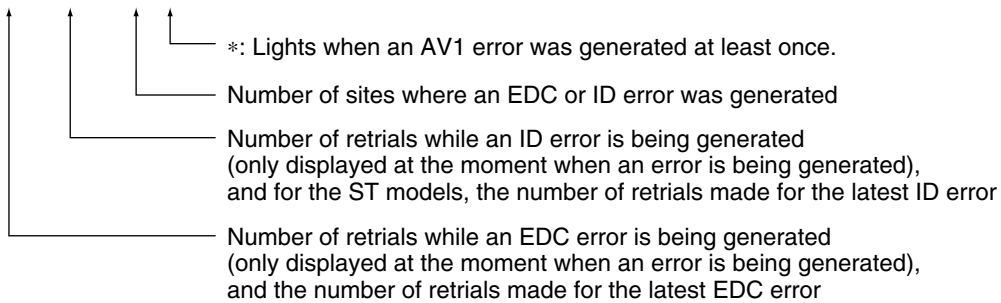 *: Lights when an AV1 error was generated at least once.
Number of sites where an EDC or ID error was generated
Number of retrials while an ID error is being generated
(only displayed at the moment when an error is being generated),
and for the ST models, the number of retrials made for the latest ID error
Number of retrials while an EDC error is being generated
(only displayed at the moment when an error is being generated),
and the number of retrials made for the latest EDC error